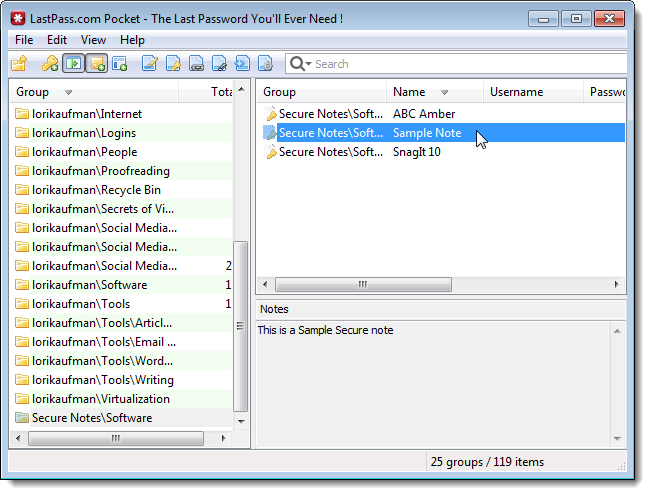 LastPass.com Pocket - The Last Password You'll Ever Need !
File Edit View Help
Search
Group Tota
lorikaufman\Internet
lorikaufman\Logins
lorikaufman\People
lorikaufman\Proofreading
lorikaufman\Recycle Bin
lorikaufman\Secrets of Vi...
lorikaufman\Social Media...
lorikaufman\Social Media...
lorikaufman\Social Media... 2
lorikaufman\Software 1
lorikaufman\Tools 1
lorikaufman\Tools\Articl...
lorikaufman\Tools\Email ...
lorikaufman\Tools\Word...
lorikaufman\Tools\Writing
lorikaufman\Virtualization
Secure Notes\Software
Group Name Username Passwo
Secure Notes\Soft... ABC Amber
Secure Notes\Soft... Sample Note
Secure Notes\Soft... SnagIt 10
Notes
This is a Sample Secure note
25 groups / 119 items